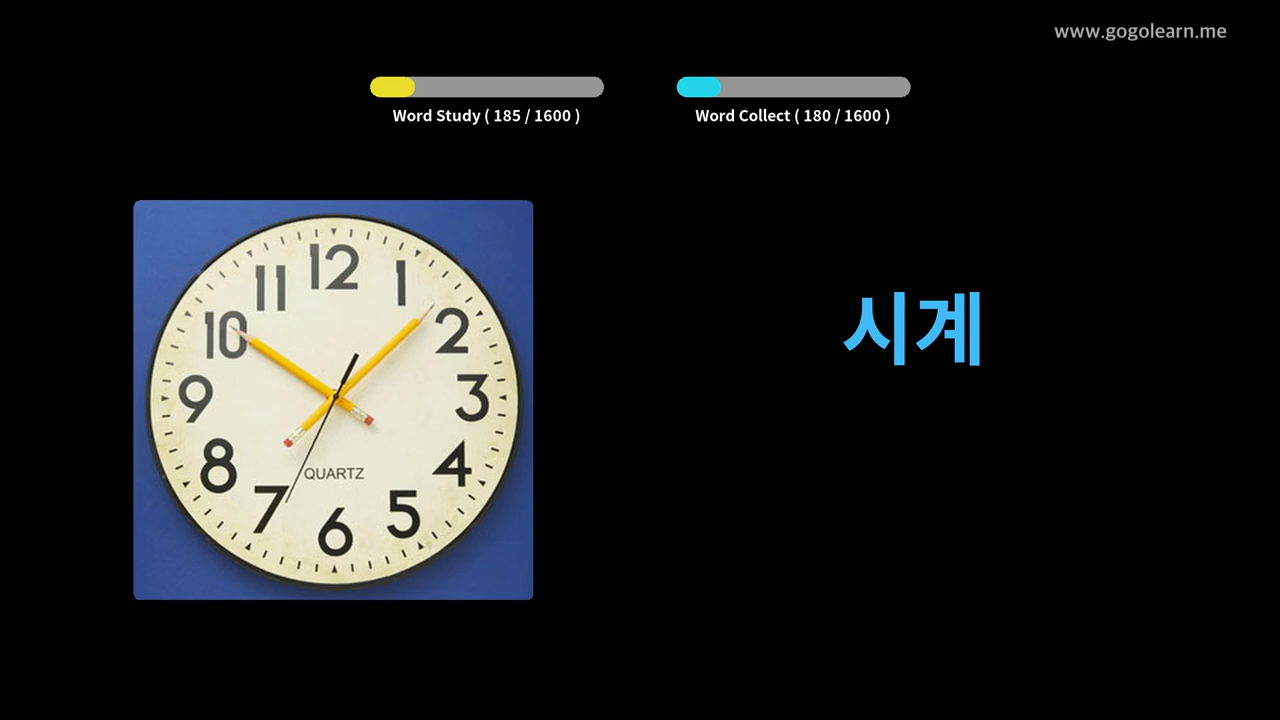 www.gogolearn.me
Word Study ( 185 / 1600 )
Word Collect ( 180 / 1600 )
12
11
1
10
2
9
3
8
4
QUARTZ
7
5
6
시계